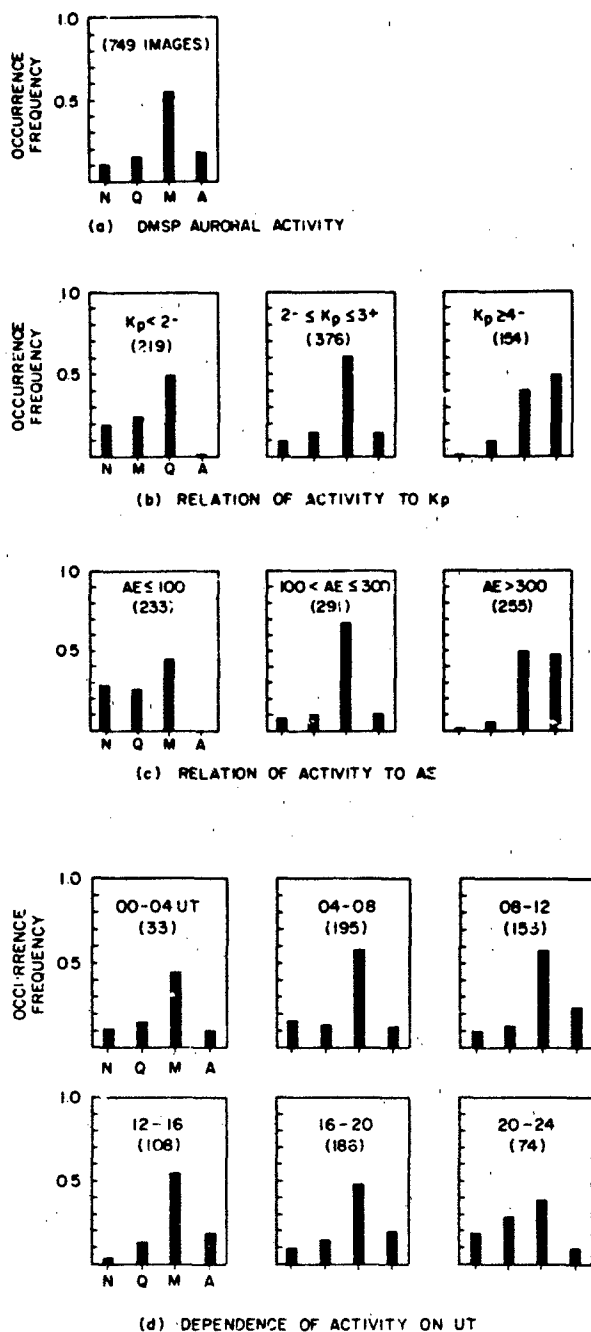 1.0
(749 IMAGES)
OCCURRENCE
FREQUENCY
0.5
N Q M A
(a) DMSP AURORAL ACTIVITY
1.0
Kp < 2-
(219)
2- ≤ Kp ≤ 3+
(376)
Kp ≥ 4-
(154)
OCCURRENCE
FREQUENCY
0.5
N M Q A
(b) RELATION OF ACTIVITY TO Kp
1.0
AE ≤ 100
(233)
100 < AE ≤ 300
(291)
AE > 300
(255)
OCCURRENCE
FREQUENCY
0.5
N Q M A
(c) RELATION OF ACTIVITY TO AE
1.0
00-04 UT
(33)
04-08
(195)
08-12
(153)
OCCURRENCE
FREQUENCY
0.5
N Q M A
1.0
12-16
(108)
16-20
(186)
20-24
(74)
0.5
N Q M A
(d) DEPENDENCE OF ACTIVITY ON UT